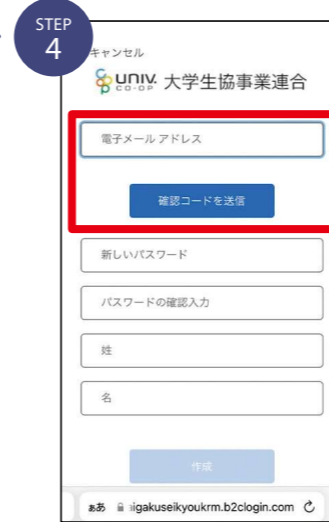 STEP
4
キャンセル
univ. CO-OP 大学生協事業連合
電子メール アドレス
確認コードを送信
新しいパスワード
パスワードの確認入力
姓
名
作成
ああ igakuseikyoukrm.b2clogin.com